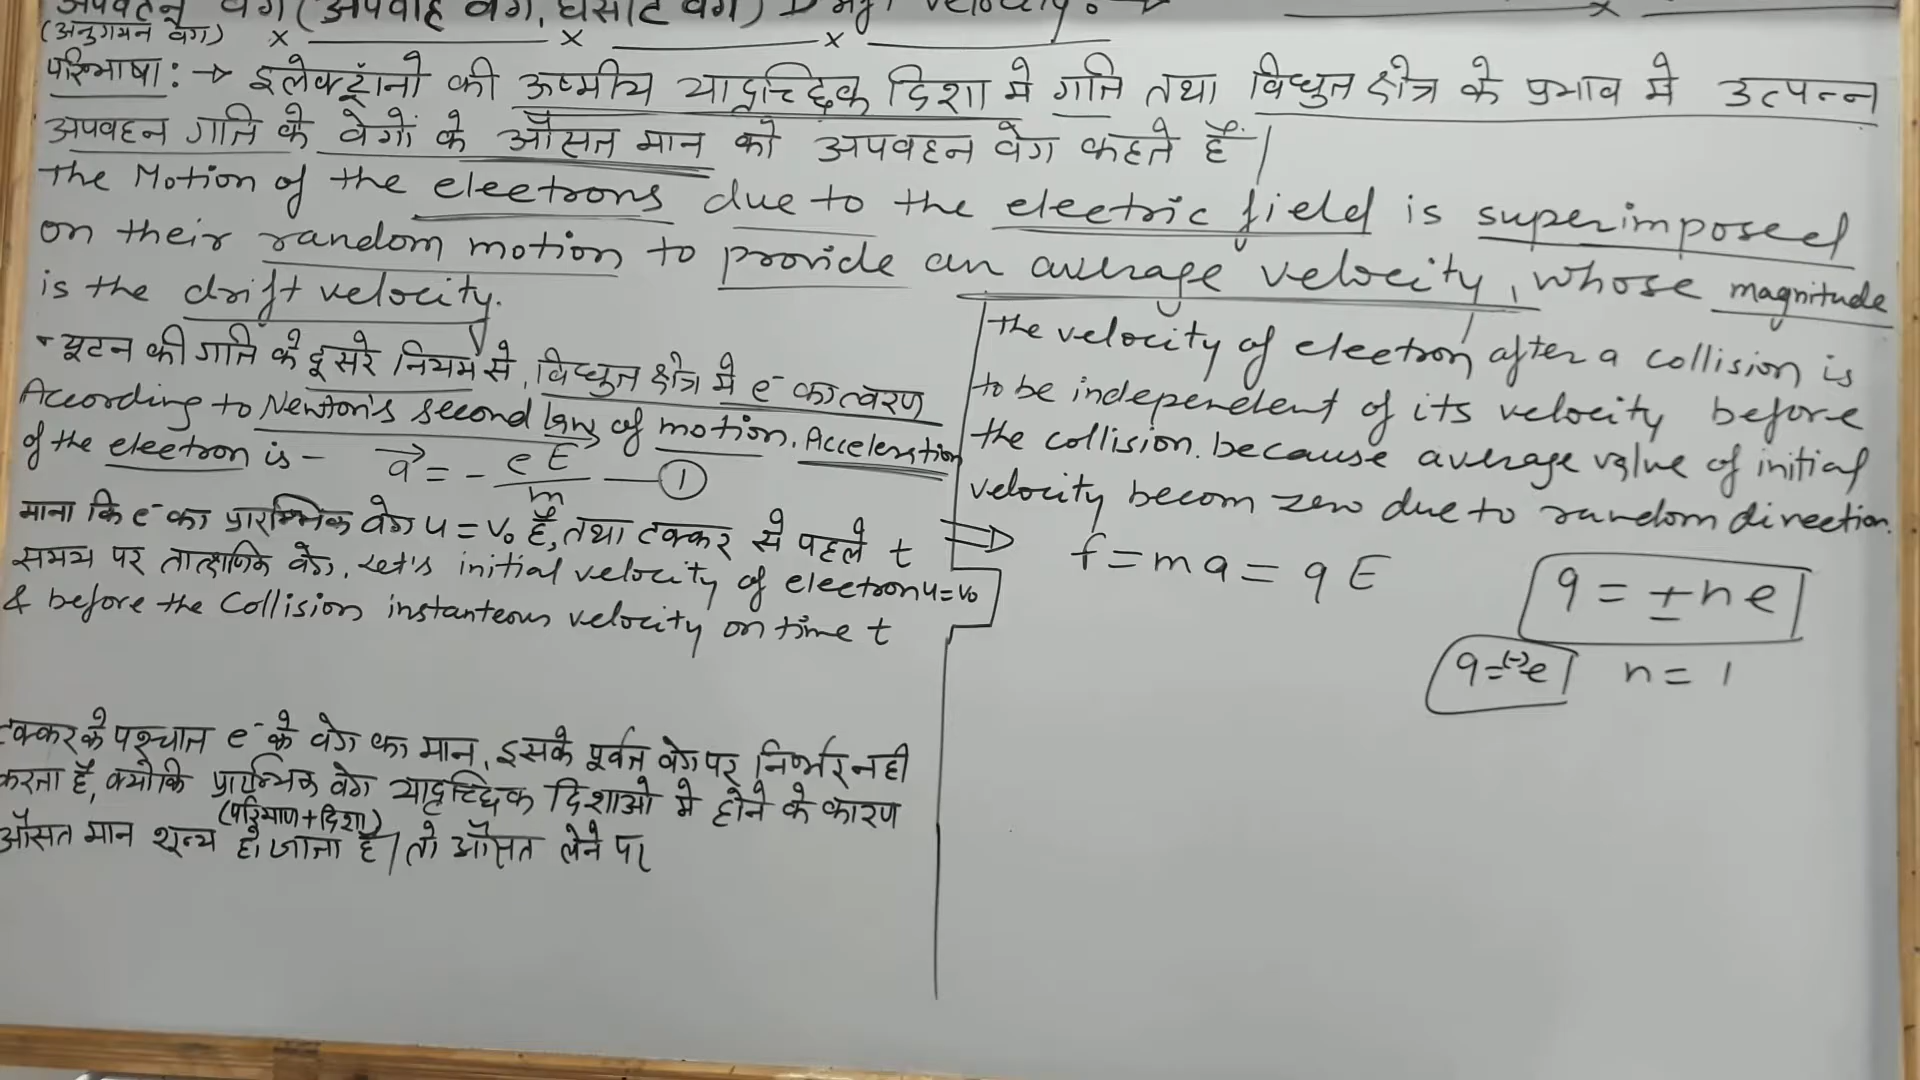 अपवहन वेग (अपवाह वेग, घसीट वेग) → velocity :→
(अनुगमन वेग)
परिभाषा :→ इलेक्ट्रॉनो की ऊष्मीय यादृच्छिक दिशा मे गति तथा विधुत क्षेत्र के प्रभाव मे उत्पन्न
अपवहन गति के वेगों के औसत मान को अपवहन वेग कहते है।
The Motion of the electrons due to the electric field is superimposed
on their random motion to provide an average velocity, whose magnitude
is the drift velocity.
न्यूटन की गति के दूसरे नियम से, विध्युत क्षेत्र मे e⁻ का त्वरण
According to Newton's second law of motion. Acceleration
of the electron is - a⃗ = - eE/m —— ①
माना कि e⁻ का प्रारम्भिक वेग u = v₀ है, तथा टक्कर से पहले t
समय पर तात्क्षणिक वेग. Let's initial velocity of electron u=v₀
& before the Collision instanteous velocity on time t
टक्कर के पश्चात e⁻ के वेग का मान, इसके पूर्वत वेग पर निर्भर नही
करता है, क्योकि प्रारम्भिक वेग यादृच्छिक दिशाओ मे होने के कारण
(परिमाण+दिशा)
औसत मान शून्य हो जाता है। तो औसत लेने पर
the velocity of electron after a collision is
to be independent of its velocity before
the collision. because average value of initial
velocity becom zero due to random direction.
⇒ f = ma = qE
q = ±ne
q=(-)e n = 1